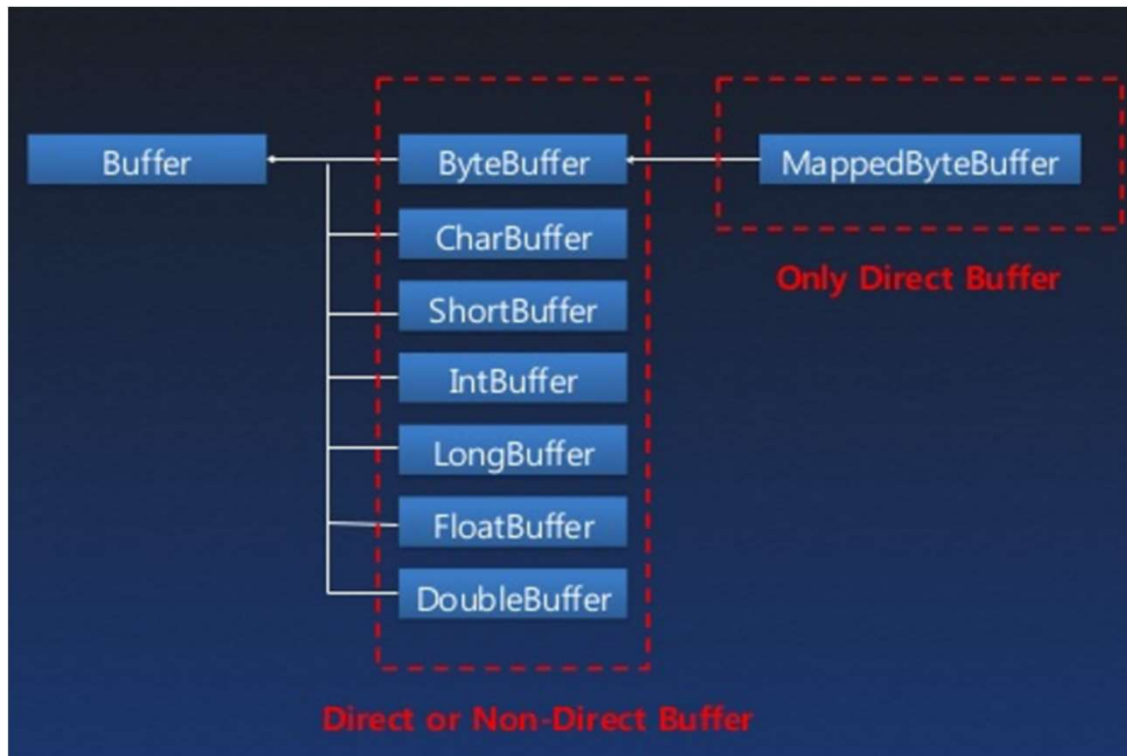 Buffer
ByteBuffer
MappedByteBuffer
CharBuffer
Only Direct Buffer
ShortBuffer
IntBuffer
LongBuffer
FloatBuffer
DoubleBuffer
Direct or Non-Direct Buffer